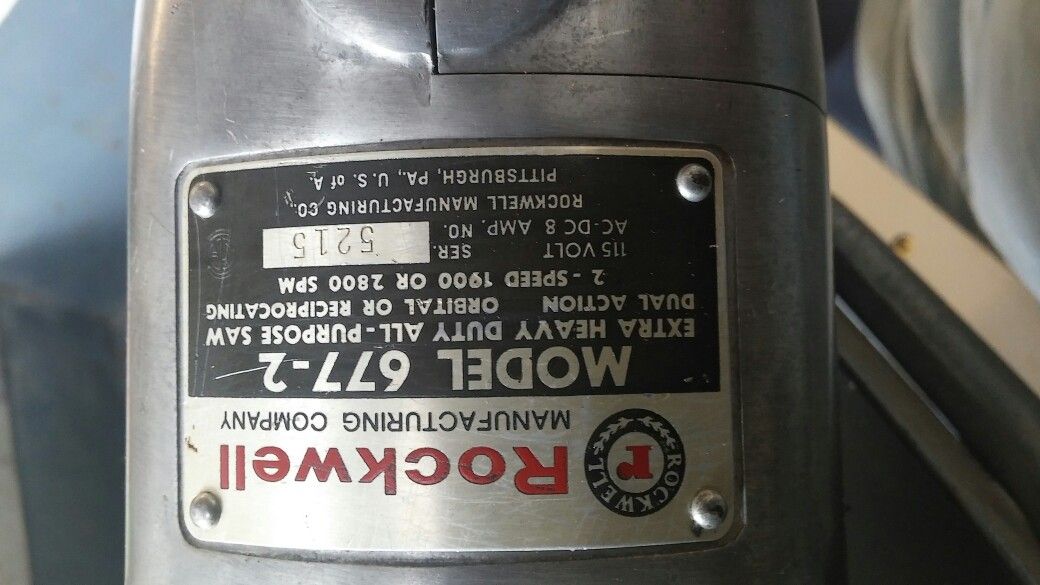 ROCKWELL
r
Rockwell
MANUFACTURING COMPANY
MODEL 677-2
EXTRA HEAVY DUTY ALL-PURPOSE SAW
DUAL ACTION ORBITAL OR RECIPROCATING
2 - SPEED 1900 OR 2800 SPM
115 VOLT SER.
AC-DC 8 AMP. NO. 5215
ROCKWELL MANUFACTURING CO.
PITTSBURGH, PA., U. S. of A.